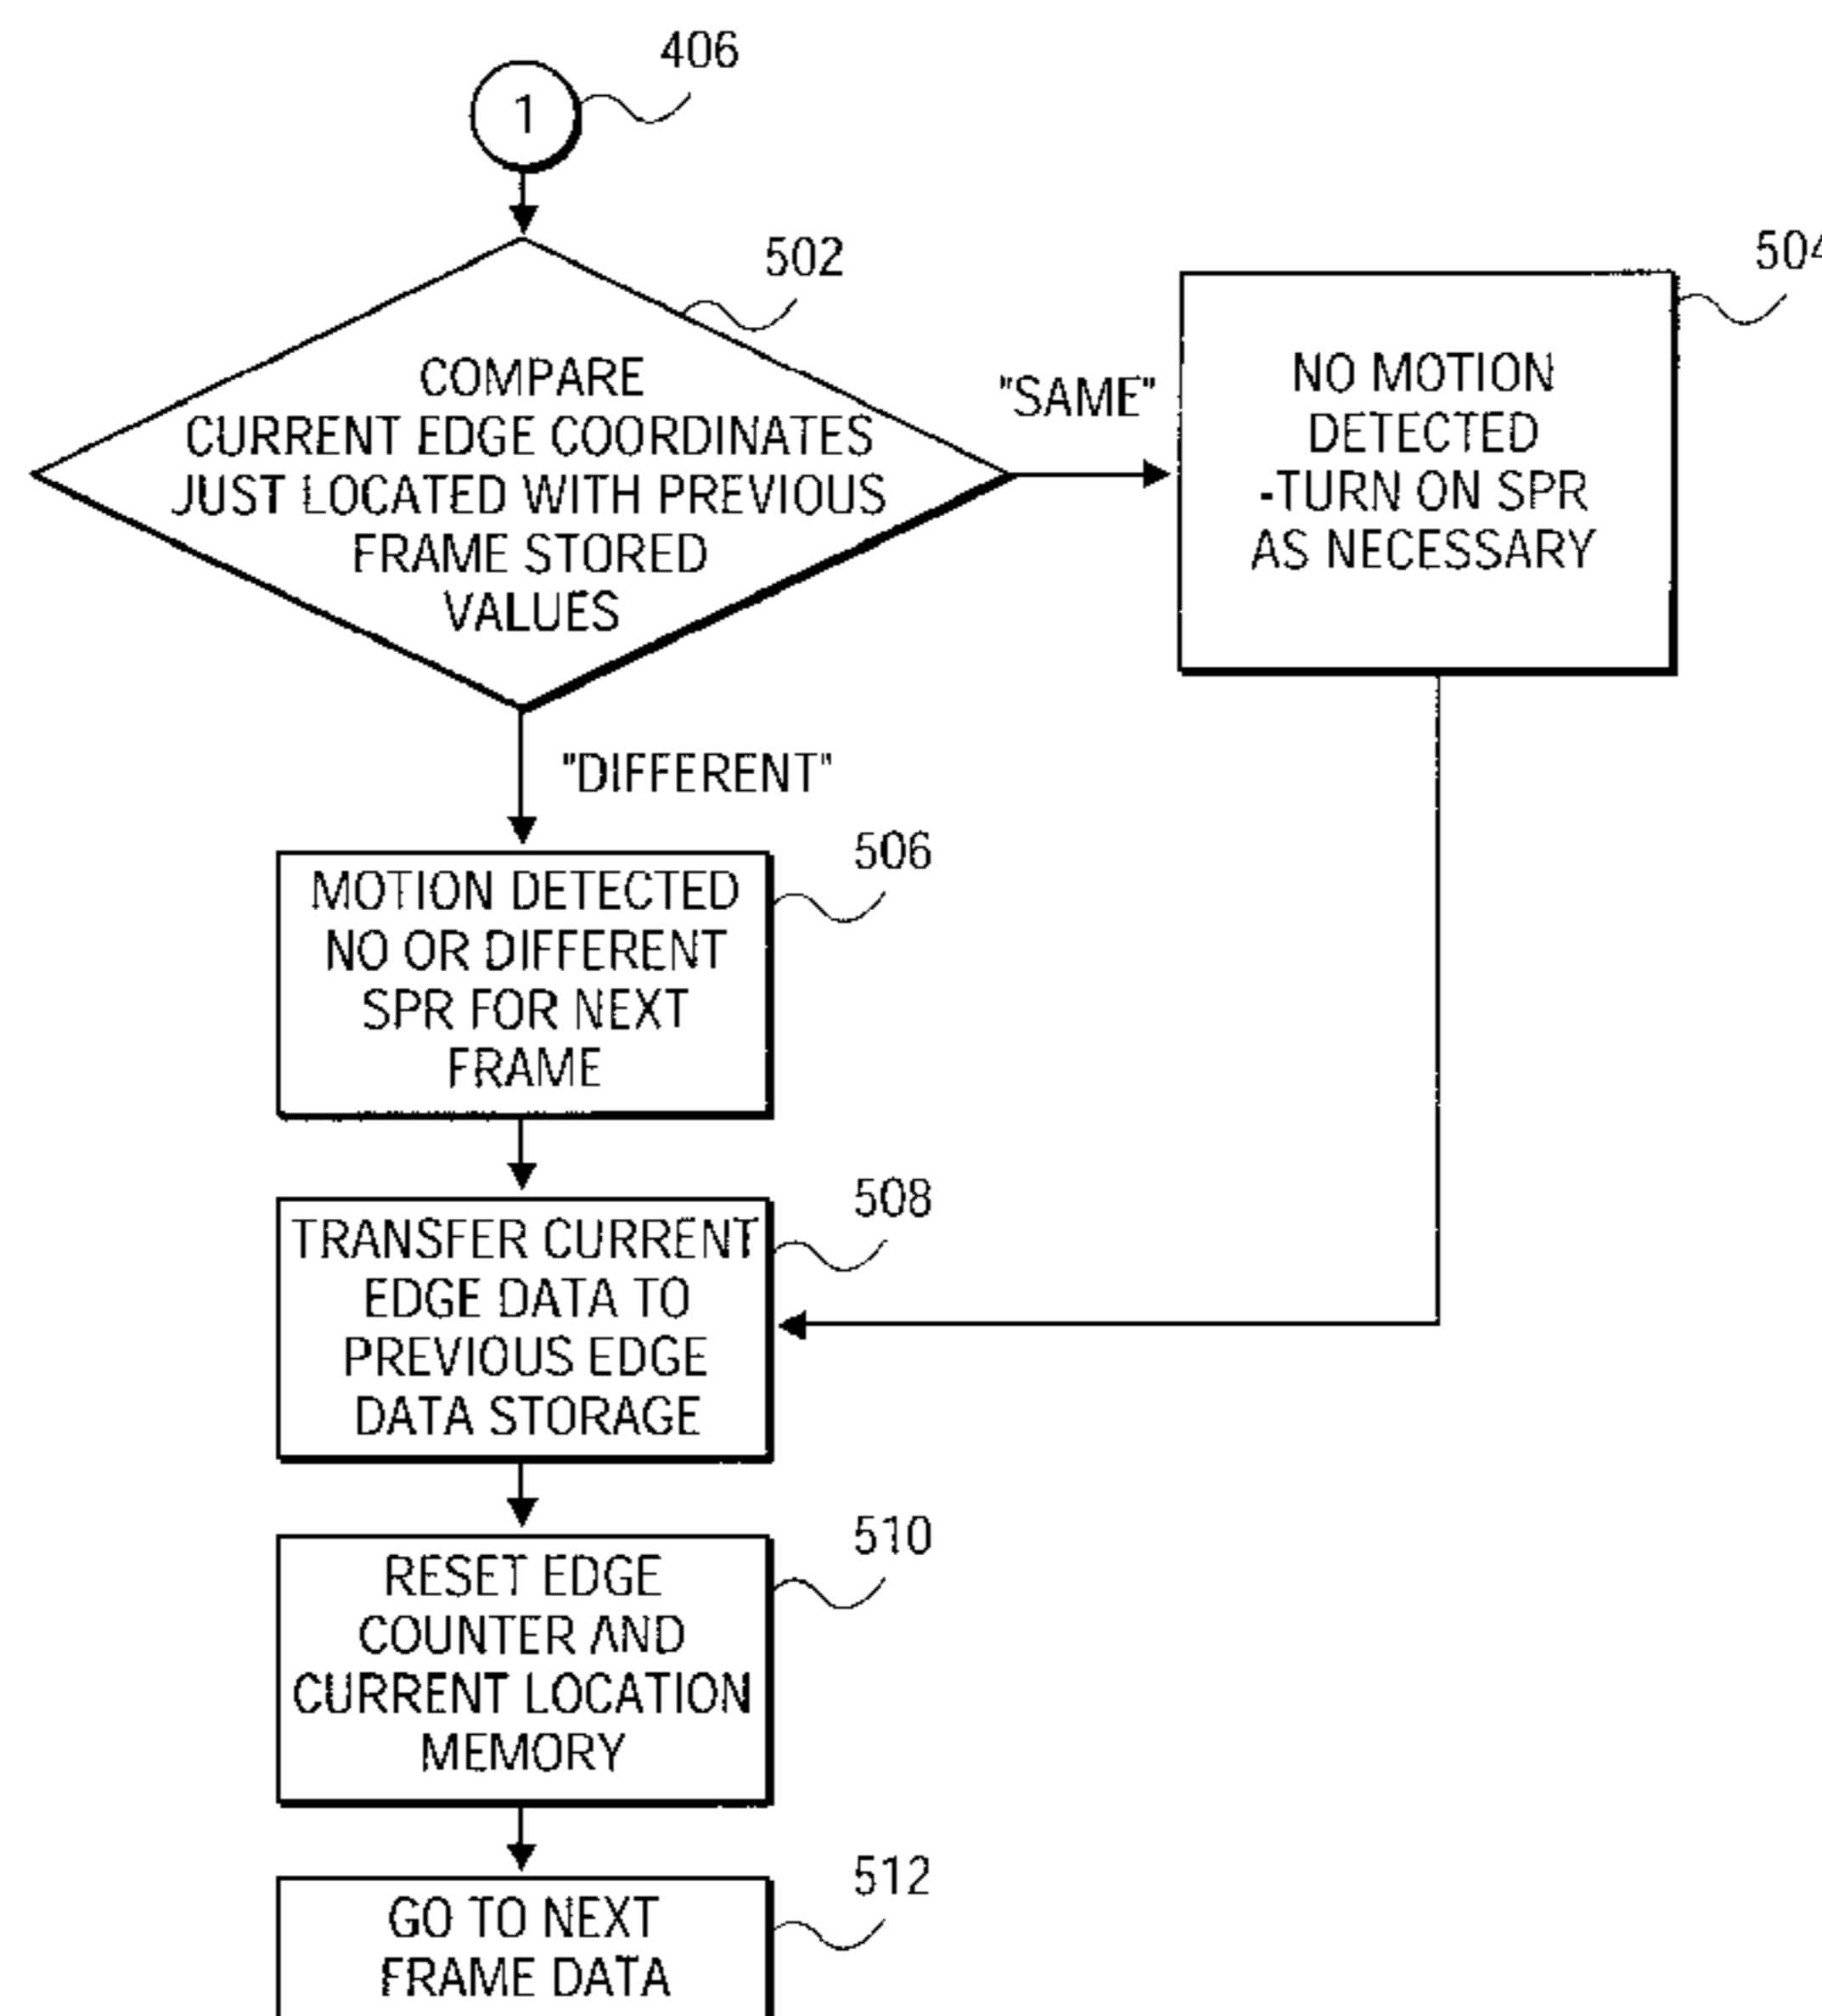 406
1
502
COMPARE
CURRENT EDGE COORDINATES
JUST LOCATED WITH PREVIOUS
FRAME STORED
VALUES
"SAME"
504
NO MOTION
DETECTED
-TURN ON SPR
AS NECESSARY
"DIFFERENT"
506
MOTION DETECTED
NO OR DIFFERENT
SPR FOR NEXT
FRAME
508
TRANSFER CURRENT
EDGE DATA TO
PREVIOUS EDGE
DATA STORAGE
510
RESET EDGE
COUNTER AND
CURRENT LOCATION
MEMORY
512
GO TO NEXT
FRAME DATA